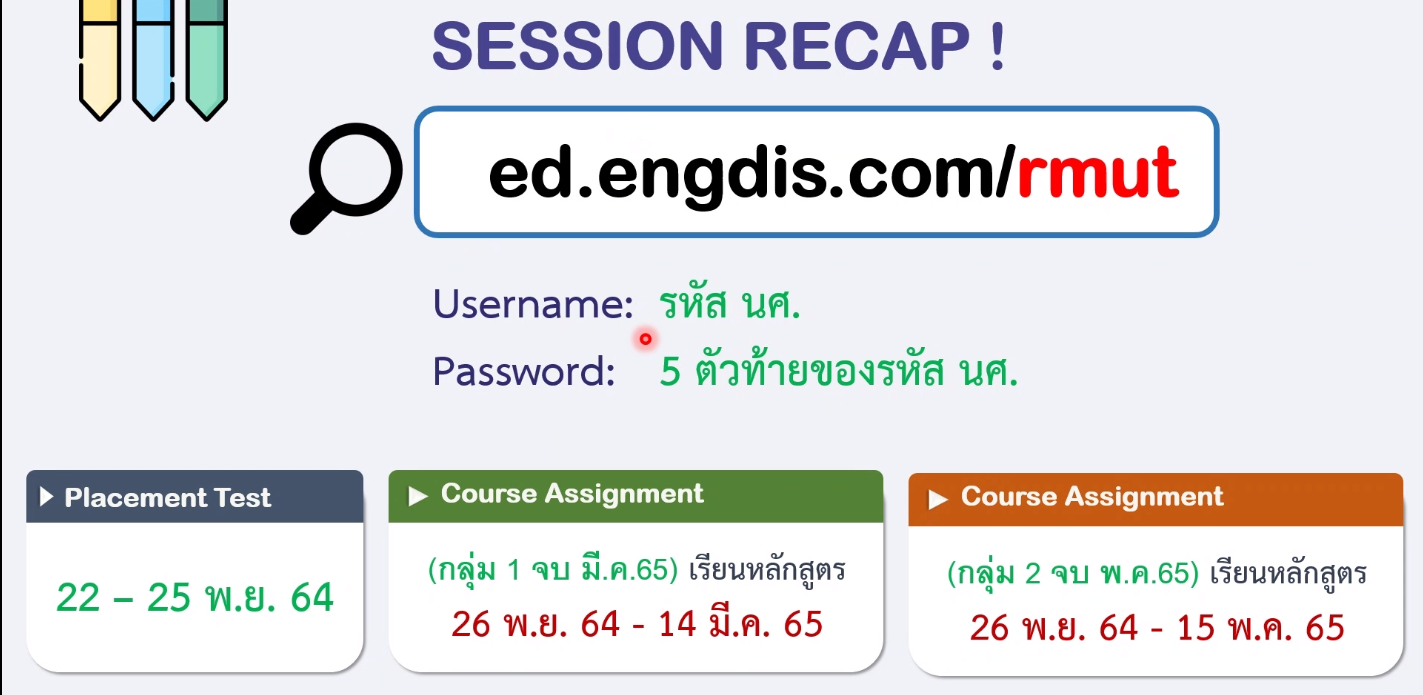 SESSION RECAP !
ed.engdis.com/rmut
Username: รหัส นศ.
Password: 5 ตัวท้ายของรหัส นศ.
Placement Test
22 – 25 พ.ย. 64
Course Assignment
(กลุ่ม 1 จบ มี.ค.65) เรียนหลักสูตร
26 พ.ย. 64 - 14 มี.ค. 65
Course Assignment
(กลุ่ม 2 จบ พ.ค.65) เรียนหลักสูตร
26 พ.ย. 64 - 15 พ.ค. 65